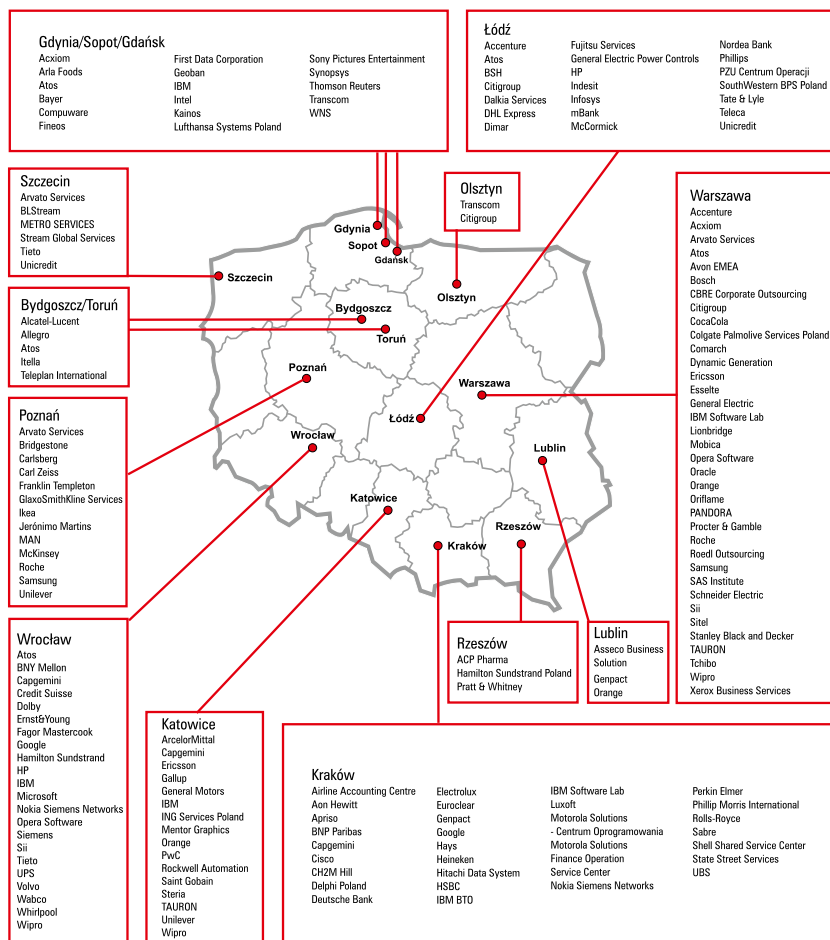 Gdynia/Sopot/Gdańsk
Acxiom
Arla Foods
Atos
Bayer
Compuware
Fineos
First Data Corporation
Geoban
IBM
Intel
Kainos
Lufthansa Systems Poland
Sony Pictures Entertainment
Synopsys
Thomson Reuters
Transcom
WNS
Łódź
Accenture
Atos
BSH
Citigroup
Dalkia Services
DHL Express
Dimar
Fujitsu Services
General Electric Power Controls
HP
Indesit
Infosys
mBank
McCormick
Nordea Bank
Phillips
PZU Centrum Operacji
SouthWestern BPS Poland
Tate & Lyle
Teleca
Unicredit
Szczecin
Arvato Services
BLStream
METRO SERVICES
Stream Global Services
Tieto
Unicredit
Olsztyn
Transcom
Citigroup
Warszawa
Accenture
Acxiom
Arvato Services
Atos
Avon EMEA
Bosch
CBRE Corporate Outsourcing
Citigroup
CocaCola
Colgate Palmolive Services Poland
Comarch
Dynamic Generation
Ericsson
Esselte
General Electric
IBM Software Lab
Lionbridge
Mobica
Opera Software
Oracle
Orange
Oriflame
PANDORA
Procter & Gamble
Roche
Roedl Outsourcing
Samsung
SAS Institute
Schneider Electric
Sii
Sitel
Stanley Black and Decker
TAURON
Tchibo
Wipro
Xerox Business Services
Bydgoszcz/Toruń
Alcatel-Lucent
Allegro
Atos
Itella
Teleplan International
Gdynia
Sopot
Gdańsk
Szczecin
Olsztyn
Bydgoszcz
Toruń
Poznań
Warszawa
Łódź
Wrocław
Lublin
Katowice
Rzeszów
Kraków
Poznań
Arvato Services
Bridgestone
Carlsberg
Carl Zeiss
Franklin Templeton
GlaxoSmithKline Services
Ikea
Jerónimo Martins
MAN
McKinsey
Roche
Samsung
Unilever
Wrocław
Atos
BNY Mellon
Capgemini
Credit Suisse
Dolby
Ernst&Young
Fagor Mastercook
Google
Hamilton Sundstrand
HP
IBM
Microsoft
Nokia Siemens Networks
Opera Software
Siemens
Sii
Tieto
UPS
Volvo
Wabco
Whirlpool
Wipro
Rzeszów
ACP Pharma
Hamilton Sundstrand Poland
Pratt & Whitney
Lublin
Asseco Business
Solution
Genpact
Orange
Katowice
ArcelorMittal
Capgemini
Ericsson
Gallup
General Motors
IBM
ING Services Poland
Mentor Graphics
Orange
PwC
Rockwell Automation
Saint Gobain
Steria
TAURON
Unilever
Wipro
Kraków
Airline Accounting Centre
Aon Hewitt
Apriso
BNP Paribas
Capgemini
Cisco
CH2M Hill
Delphi Poland
Deutsche Bank
Electrolux
Euroclear
Genpact
Google
Hays
Heineken
Hitachi Data System
HSBC
IBM BTO
IBM Software Lab
Luxoft
Motorola Solutions
- Centrum Oprogramowania
Motorola Solutions
Finance Operation
Service Center
Nokia Siemens Networks
Perkin Elmer
Phillip Morris International
Rolls-Royce
Sabre
Shell Shared Service Center
State Street Services
UBS